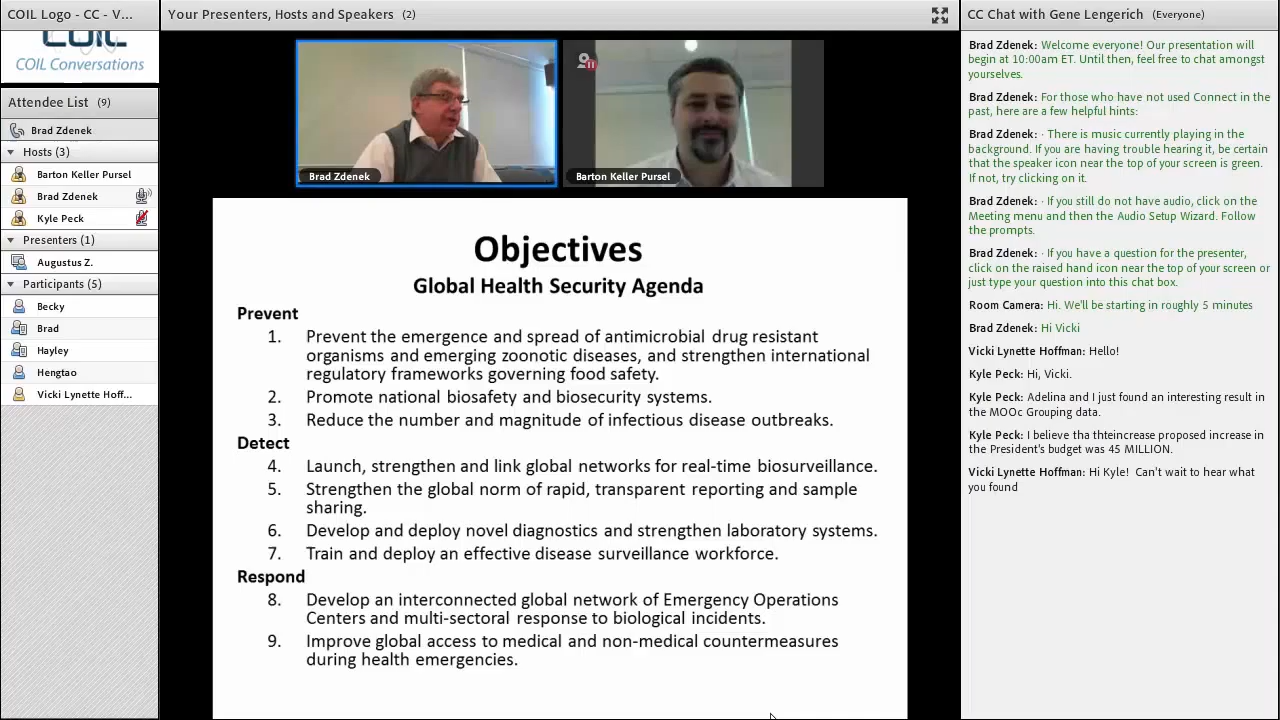 COIL Logo - CC - V...
COIL
COIL Conversations
Attendee List (9)
Brad Zdenek
Hosts (3)
Barton Keller Pursel
Brad Zdenek
Kyle Peck
Presenters (1)
Augustus Z.
Participants (5)
Becky
Brad
Hayley
Hengtao
Vicki Lynette Hoff...
Your Presenters, Hosts and Speakers (2)
Brad Zdenek
Barton Keller Pursel
Objectives
Global Health Security Agenda
Prevent
1. Prevent the emergence and spread of antimicrobial drug resistant
organisms and emerging zoonotic diseases, and strengthen international
regulatory frameworks governing food safety.
2. Promote national biosafety and biosecurity systems.
3. Reduce the number and magnitude of infectious disease outbreaks.
Detect
4. Launch, strengthen and link global networks for real-time biosurveillance.
5. Strengthen the global norm of rapid, transparent reporting and sample
sharing.
6. Develop and deploy novel diagnostics and strengthen laboratory systems.
7. Train and deploy an effective disease surveillance workforce.
Respond
8. Develop an interconnected global network of Emergency Operations
Centers and multi-sectoral response to biological incidents.
9. Improve global access to medical and non-medical countermeasures
during health emergencies.
CC Chat with Gene Lengerich (Everyone)
Brad Zdenek: Welcome everyone! Our presentation will
begin at 10:00am ET. Until then, feel free to chat amongst
yourselves.
Brad Zdenek: For those who have not used Connect in the
past, here are a few helpful hints:
Brad Zdenek: · There is music currently playing in the
background. If you are having trouble hearing it, be certain
that the speaker icon near the top of your screen is green.
If not, try clicking on it.
Brad Zdenek: · If you still do not have audio, click on the
Meeting menu and then the Audio Setup Wizard. Follow
the prompts.
Brad Zdenek: · If you have a question for the presenter,
click on the raised hand icon near the top of your screen or
just type your question into this chat box.
Room Camera: Hi. We'll be starting in roughly 5 minutes
Brad Zdenek: Hi Vicki
Vicki Lynette Hoffman: Hello!
Kyle Peck: Hi, Vicki.
Kyle Peck: Adelina and I just found an interesting result in
the MOOc Grouping data.
Kyle Peck: I believe tha thteincrease proposed increase in
the President's budget was 45 MILLION.
Vicki Lynette Hoffman: Hi Kyle! Can't wait to hear what
you found